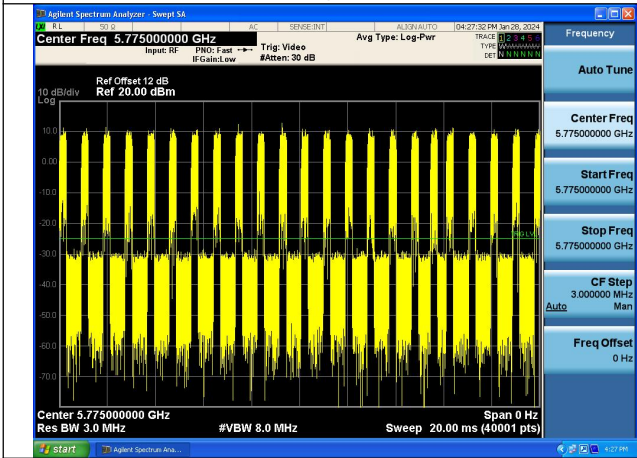 Agilent Spectrum Analyzer - Swept SA
RL 50 Ω AC SENSE:INT ALIGN AUTO 04:27:32 PM Jan 28, 2024
Center Freq 5.775000000 GHz
Input: RF PNO: Fast Trig: Video Avg Type: Log-Pwr TRACE 1 2 3 4 5 6
IFGain:Low #Atten: 30 dB TYPE
DET N N N N N N
Ref Offset 12 dB
10 dB/div Ref 20.00 dBm
Log
10.0
0.00
-10.0
-20.0
-30.0
-40.0
-50.0
-60.0
-70.0
Center 5.775000000 GHz Span 0 Hz
Res BW 3.0 MHz #VBW 8.0 MHz Sweep 20.00 ms (40001 pts)
Frequency
Auto Tune
Center Freq
5.775000000 GHz
Start Freq
5.775000000 GHz
Stop Freq
5.775000000 GHz
CF Step
3.000000 MHz
Auto Man
Freq Offset
0 Hz
start Agilent Spectrum Ana... 4:27 PM